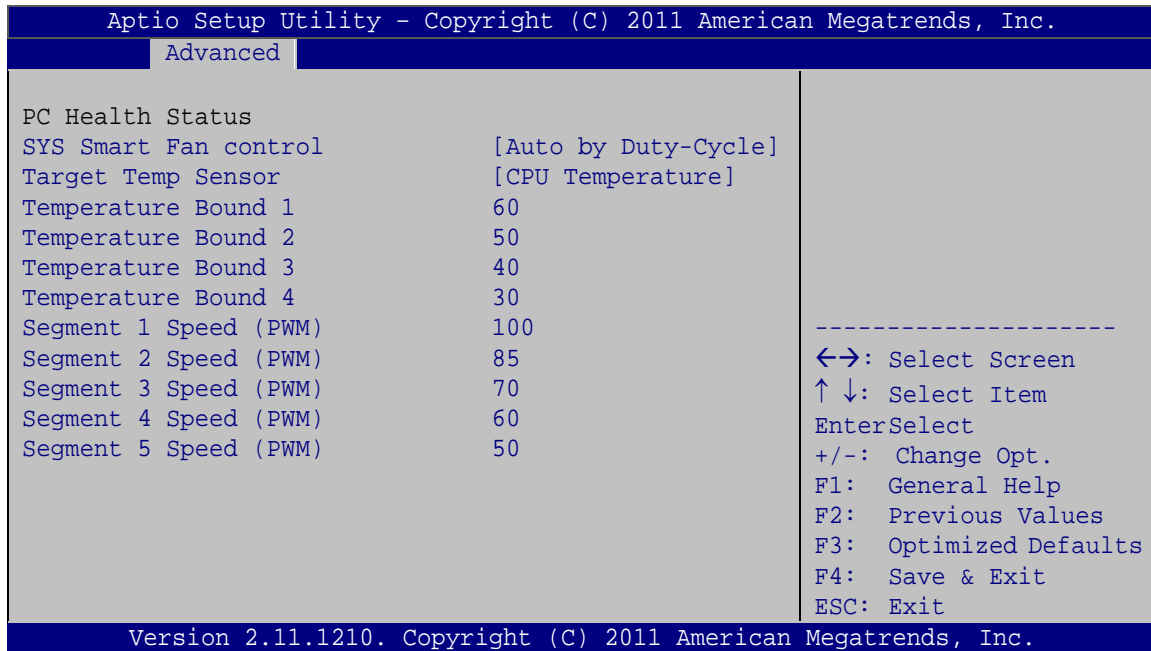 Aptio Setup Utility – Copyright (C) 2011 American Megatrends, Inc.
Advanced
PC Health Status
SYS Smart Fan control [Auto by Duty-Cycle]
Target Temp Sensor [CPU Temperature]
Temperature Bound 1 60
Temperature Bound 2 50
Temperature Bound 3 40
Temperature Bound 4 30
Segment 1 Speed (PWM) 100
Segment 2 Speed (PWM) 85
Segment 3 Speed (PWM) 70
Segment 4 Speed (PWM) 60
Segment 5 Speed (PWM) 50
---------------------
←→: Select Screen
↑ ↓: Select Item
EnterSelect
+/-: Change Opt.
F1: General Help
F2: Previous Values
F3: Optimized Defaults
F4: Save & Exit
ESC: Exit
Version 2.11.1210. Copyright (C) 2011 American Megatrends, Inc.